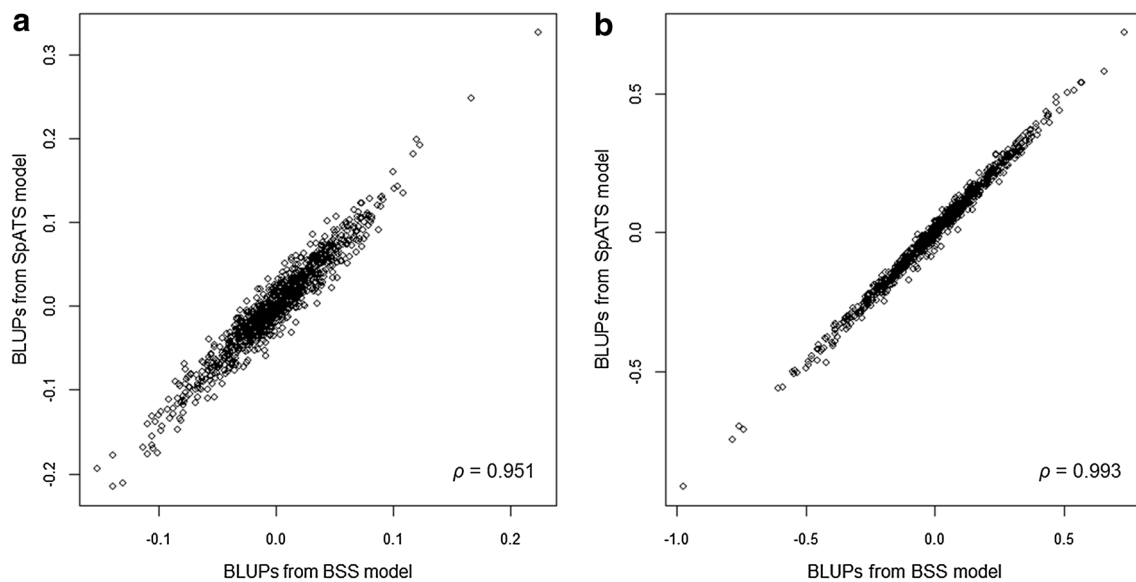 a
BLUPs from SpATS model
0.3
0.2
0.1
0.0
-0.1
-0.2
ρ = 0.951
-0.1 0.0 0.1 0.2
BLUPs from BSS model
b
BLUPs from SpATS model
0.5
0.0
-0.5
ρ = 0.993
-1.0 -0.5 0.0 0.5
BLUPs from BSS model